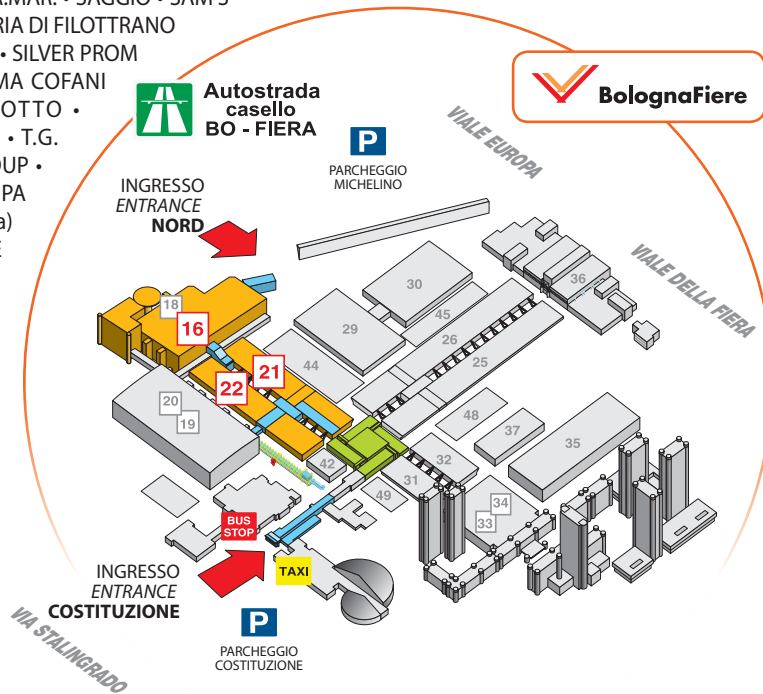 • SAGGIO • SAM'S
RIA DI FILOTTRANO
• SILVER PROM
MA COFANI
OTTO •
• T.G.
OUP •
PA
a)
E
Autostrada
casello
BO - FIERA
BolognaFiere
P
PARCHEGGIO
MICHELINO
VIALE EUROPA
VIALE DELLA FIERA
INGRESSO
ENTRANCE
NORD
18
16
36
30
45
29
26
25
44
21
22
20
19
48
37
35
42
32
31
49
34
33
BUS
STOP
TAXI
INGRESSO
ENTRANCE
COSTITUZIONE
P
PARCHEGGIO
COSTITUZIONE
VIA STALINGRADO